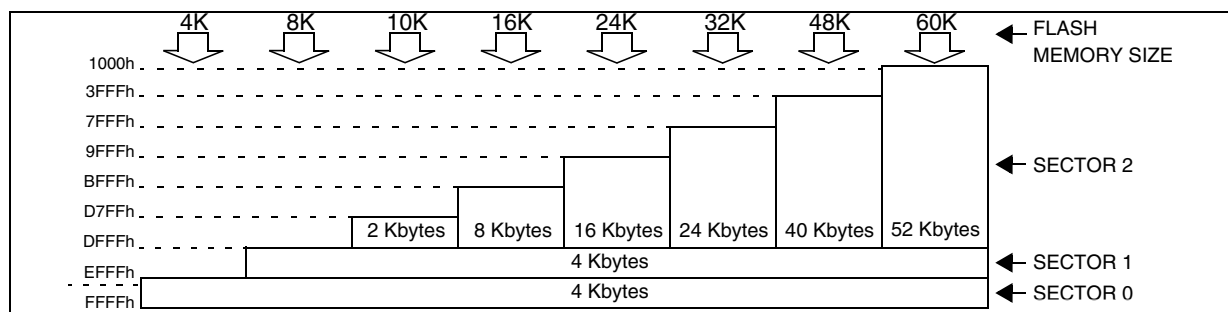 4K 8K 10K 16K 24K 32K 48K 60K
FLASH
MEMORY SIZE
1000h
3FFFh
7FFFh
9FFFh
BFFFh
D7FFh
DFFFh
EFFFh
FFFFh
2 Kbytes 8 Kbytes 16 Kbytes 24 Kbytes 40 Kbytes 52 Kbytes
4 Kbytes
4 Kbytes
SECTOR 2
SECTOR 1
SECTOR 0